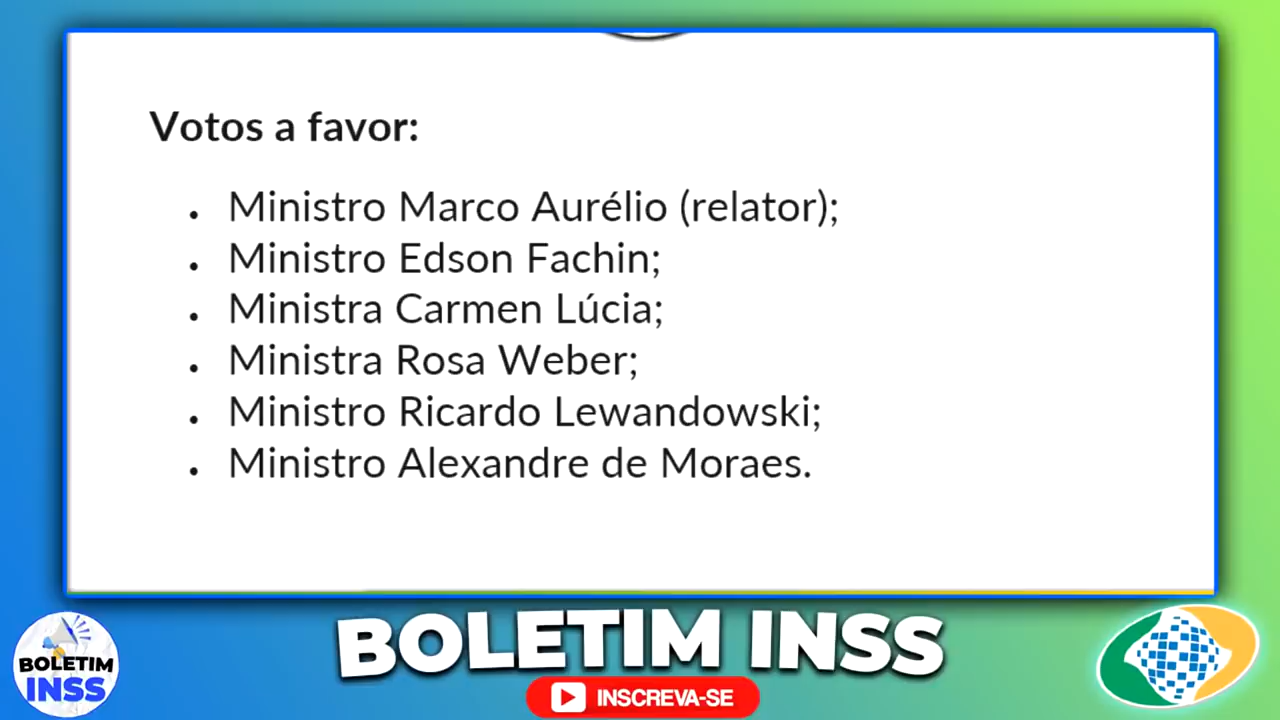 Votos a favor:
• Ministro Marco Aurélio (relator);
• Ministro Edson Fachin;
• Ministra Carmen Lúcia;
• Ministra Rosa Weber;
• Ministro Ricardo Lewandowski;
• Ministro Alexandre de Moraes.
BOLETIM INSS
INSCREVA-SE
BOLETIM
INSS